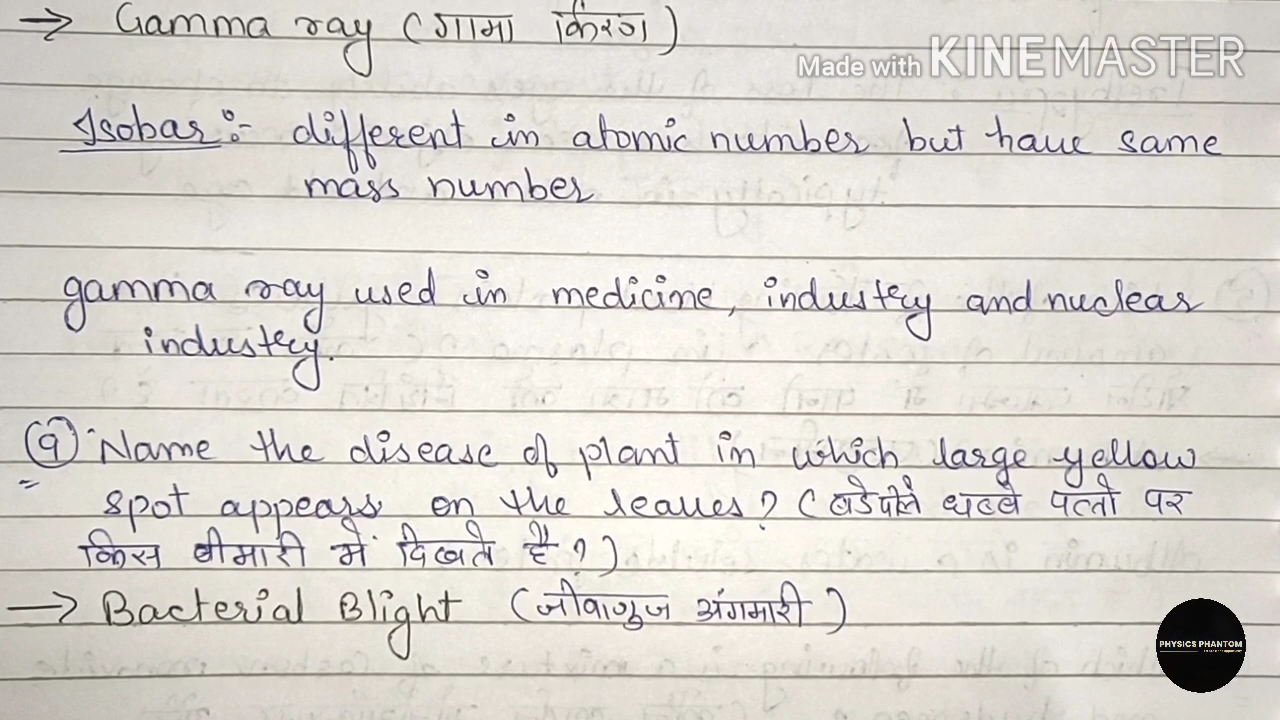 → Gamma ray (गामा किरण)
Made with KINEMASTER
Isobar:- different in atomic number but have same
mass number
gamma ray used in medicine, industry and nuclear
industry.
9 Name the disease of plant in which large yellow
spot appears on the leaves? (बडे पीले धब्बे पत्तो पर
किस बीमारी में दिखते है?)
→ Bacterial Blight (जीवाणुज अंगमारी)
PHYSICS PHANTOM